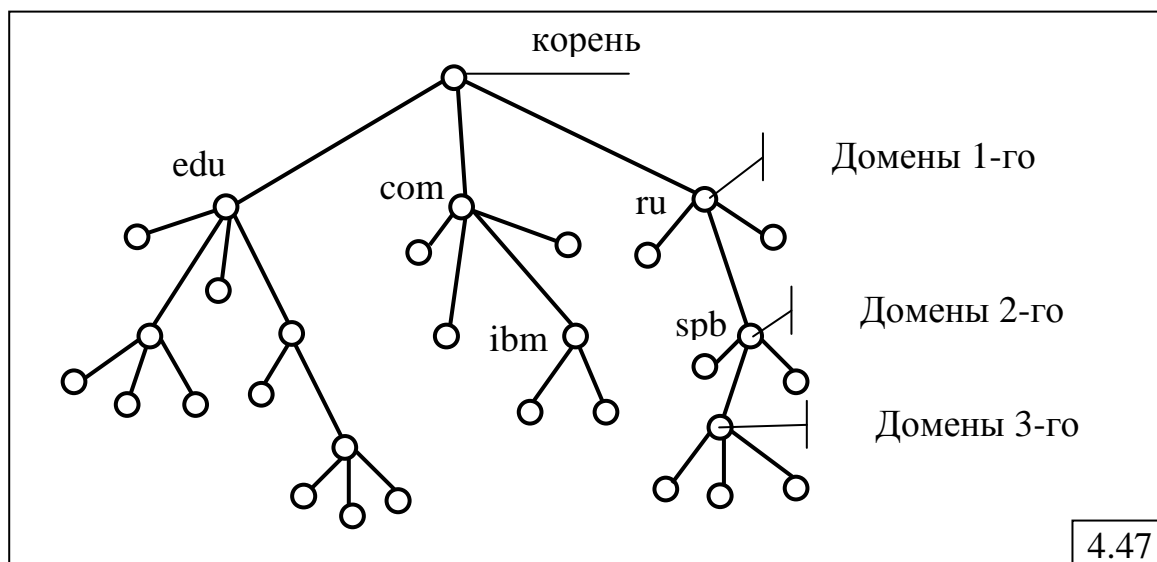 корень
edu
com
ru
Домены 1-го
ibm
spb
Домены 2-го
Домены 3-го
4.47